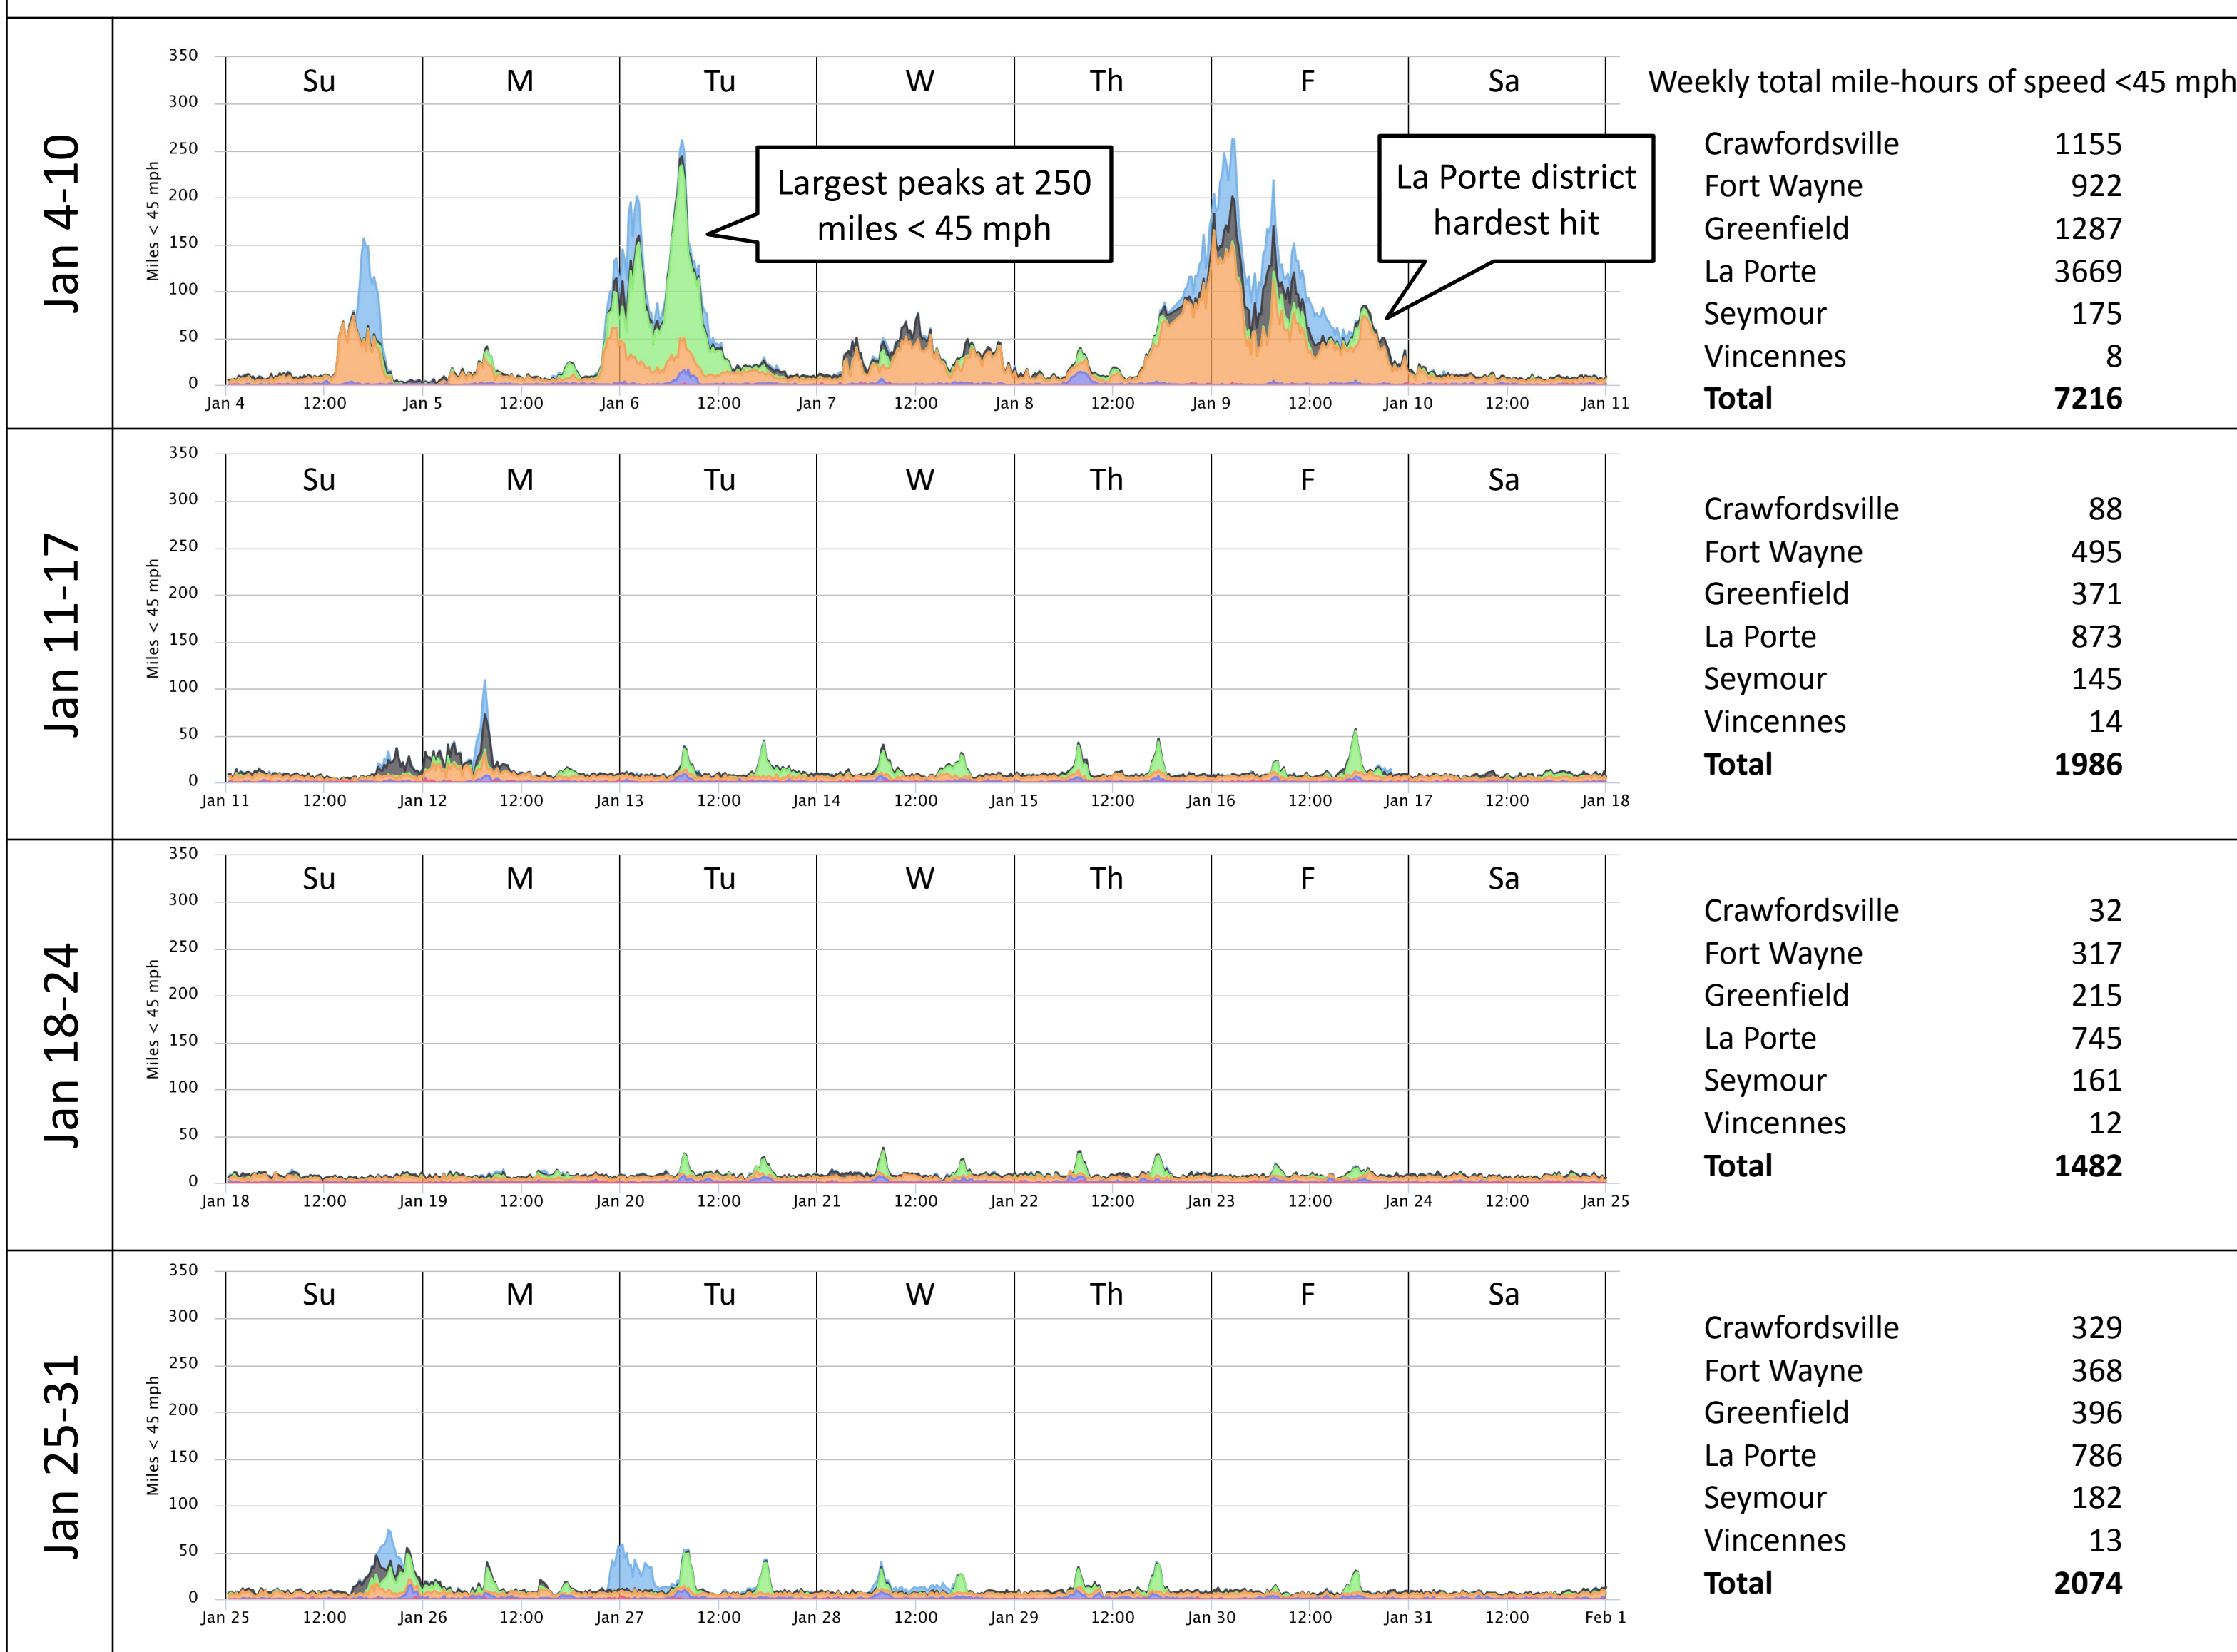 Jan 4-10
350
300
250
200
150
100
50
0
Miles < 45 mph
Su M Tu W Th F Sa
Largest peaks at 250
miles < 45 mph
La Porte district
hardest hit
Jan 4 12:00 Jan 5 12:00 Jan 6 12:00 Jan 7 12:00 Jan 8 12:00 Jan 9 12:00 Jan 10 12:00 Jan 11
Weekly total mile-hours of speed <45 mph
Crawfordsville 1155
Fort Wayne 922
Greenfield 1287
La Porte 3669
Seymour 175
Vincennes 8
Total 7216
Jan 11-17
350
300
250
200
150
100
50
0
Miles < 45 mph
Su M Tu W Th F Sa
Jan 11 12:00 Jan 12 12:00 Jan 13 12:00 Jan 14 12:00 Jan 15 12:00 Jan 16 12:00 Jan 17 12:00 Jan 18
Crawfordsville 88
Fort Wayne 495
Greenfield 371
La Porte 873
Seymour 145
Vincennes 14
Total 1986
Jan 18-24
350
300
250
200
150
100
50
0
Miles < 45 mph
Su M Tu W Th F Sa
Jan 18 12:00 Jan 19 12:00 Jan 20 12:00 Jan 21 12:00 Jan 22 12:00 Jan 23 12:00 Jan 24 12:00 Jan 25
Crawfordsville 32
Fort Wayne 317
Greenfield 215
La Porte 745
Seymour 161
Vincennes 12
Total 1482
Jan 25-31
350
300
250
200
150
100
50
0
Miles < 45 mph
Su M Tu W Th F Sa
Jan 25 12:00 Jan 26 12:00 Jan 27 12:00 Jan 28 12:00 Jan 29 12:00 Jan 30 12:00 Jan 31 12:00 Feb 1
Crawfordsville 329
Fort Wayne 368
Greenfield 396
La Porte 786
Seymour 182
Vincennes 13
Total 2074